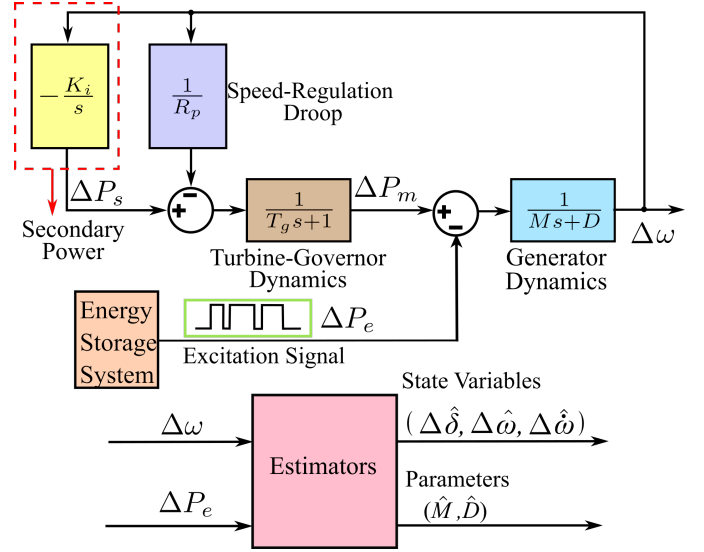 − K_i / s
1 / R_p
Speed-Regulation
Droop
ΔP_s
−
+
1 / T_g s+1
ΔP_m
+
−
1 / Ms+D
Δω
Secondary
Power
Turbine-Governor
Dynamics
Generator
Dynamics
Energy
Storage
System
ΔP_e
Excitation Signal
State Variables
Δω
(Δδ̂, Δω̂, Δω̇̂)
Estimators
Parameters
ΔP_e
(M̂,D̂)